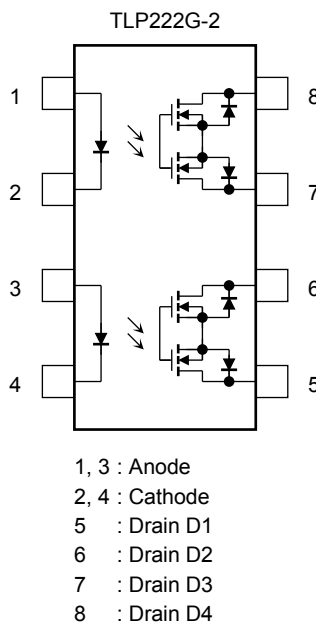 TLP222G-2
1
8
2
7
3
6
4
5
1, 3 : Anode
2, 4 : Cathode
5 : Drain D1
6 : Drain D2
7 : Drain D3
8 : Drain D4